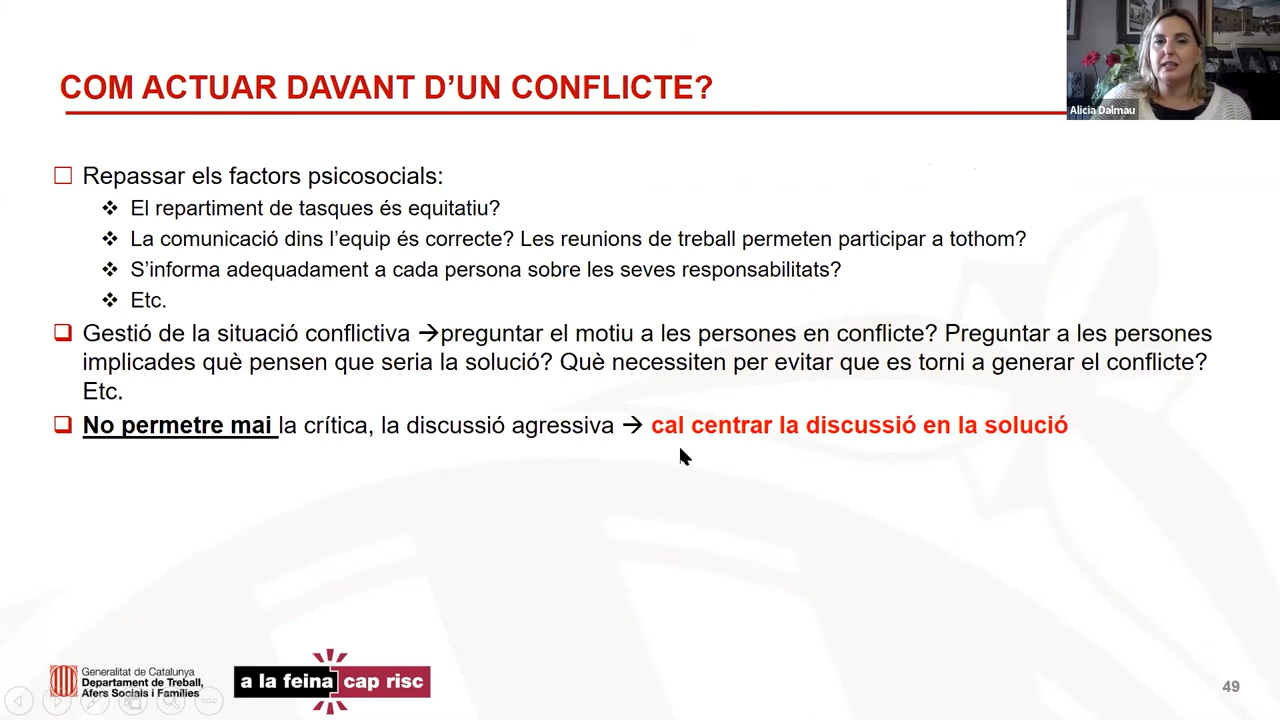 COM ACTUAR DAVANT D’UN CONFLICTE?
Alicia Dalmau
Repassar els factors psicosocials:
El repartiment de tasques és equitatiu?
La comunicació dins l’equip és correcte? Les reunions de treball permeten participar a tothom?
S’informa adequadament a cada persona sobre les seves responsabilitats?
Etc.
Gestió de la situació conflictiva →preguntar el motiu a les persones en conflicte? Preguntar a les persones
implicades què pensen que seria la solució? Què necessiten per evitar que es torni a generar el conflicte?
Etc.
No permetre mai la crítica, la discussió agressiva → cal centrar la discussió en la solució
Generalitat de Catalunya
Departament de Treball,
Afers Socials i Famílies
a la feina cap risc
49